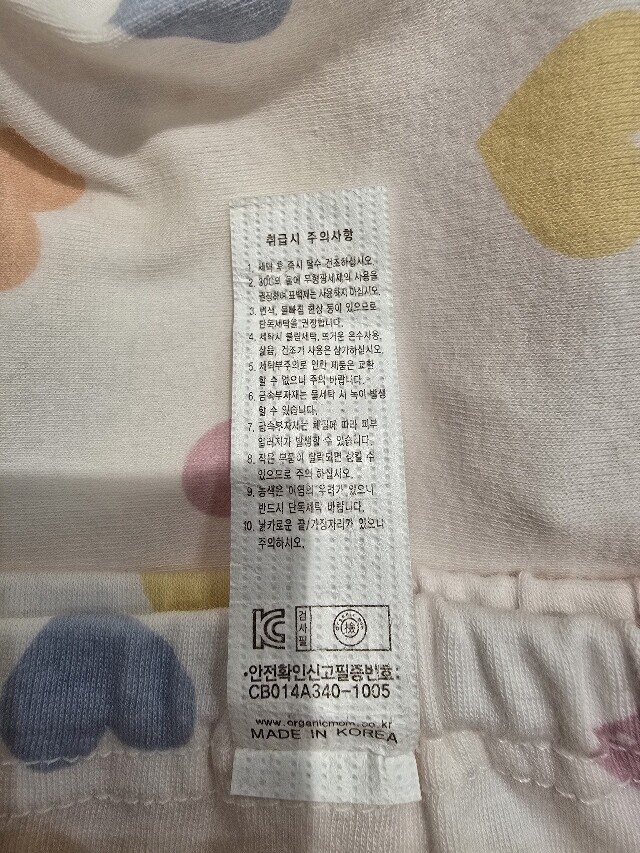 취급시 주의사항
1. 세탁 후 즉시 탈수 건조하십시오.
2. 30℃의 물에 무형광세제의 사용을
권장하며 표백제는 사용하지 마십시오.
3. 변색, 물빠짐 현상 등이 있으므로
단독세탁을 권장합니다.
4. 세탁시 불림세탁, 뜨거운 온수사용,
삶음, 건조기 사용은 삼가하십시오.
5. 세탁부주의로 인한 제품은 교환
할 수 없으니 주의 바랍니다.
6. 금속부자재는 물세탁 시 녹이 발생
할 수 있습니다.
7. 금속부자재는 체질에 따라 피부
알러지가 발생할 수 있습니다.
8. 작은 부품이 탈락되면 삼킬 수
있으므로 주의 하십시오.
9. 농색은 이염의 우려가 있으니
반드시 단독세탁 바랍니다.
10. 날카로운 끝/가장자리가 있으니
주의하십시오.
KC 검사필 organic mom 檢
•안전확인신고필증번호:
CB014A340-1005
www.organicmom.co.kr
MADE IN KOREA